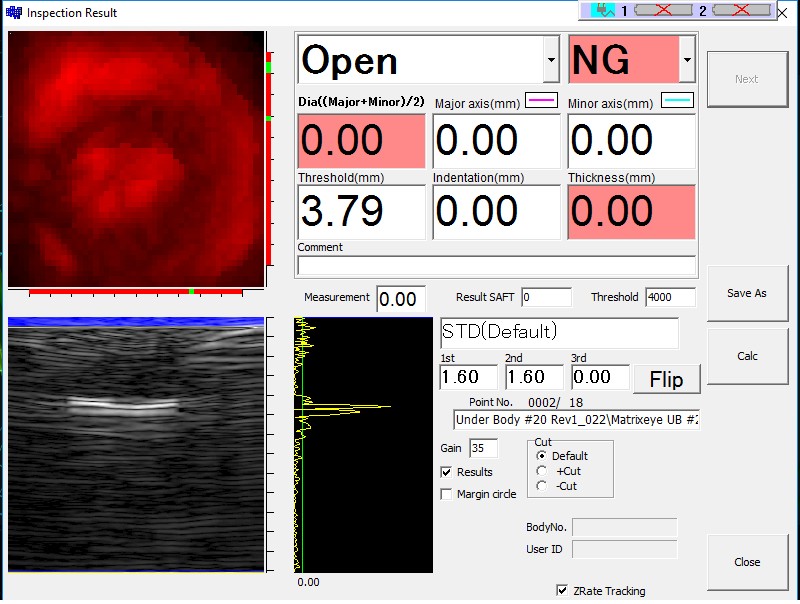 Inspection Result
1 2
Open NG
Next
Dia((Major+Minor)/2) Major axis(mm) Minor axis(mm)
0.00 0.00 0.00
Threshold(mm) Indentation(mm) Thickness(mm)
3.79 0.00 0.00
Comment
Measurement 0.00 Result SAFT 0 Threshold 4000
Save As
STD(Default)
Calc
1st 2nd 3rd
1.60 1.60 0.00 Flip
Point No. 0002/ 18
Under Body #20 Rev1_022\Matrixeye UB #2
Gain 35
Cut
Default
Results
+Cut
-Cut
Margin circle
BodyNo.
User ID
Close
0.00
ZRate Tracking